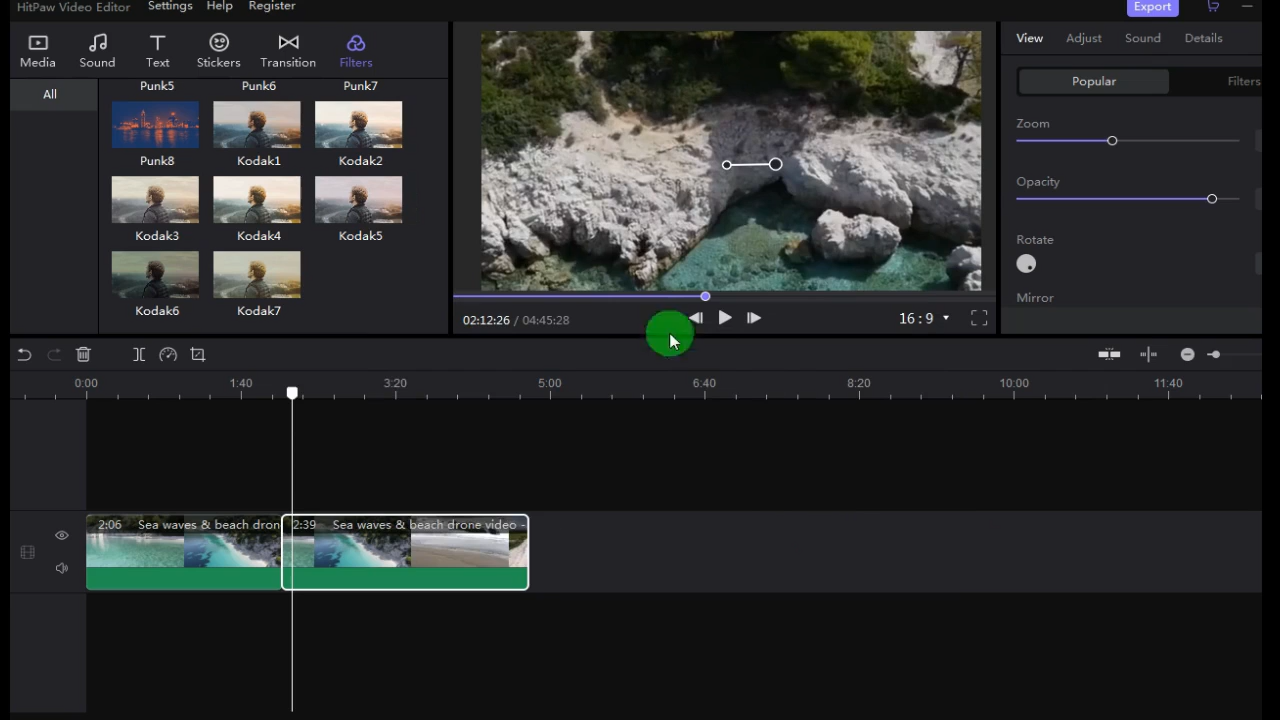 HitPaw Video Editor
Settings Help Register
Export
Media Sound Text Stickers Transition Filters
View Adjust Sound Details
All
Punk5 Punk6 Punk7
Popular Filters
Punk8 Kodak1 Kodak2
Zoom
Kodak3 Kodak4 Kodak5
Opacity
Kodak6 Kodak7
Rotate
Mirror
02:12:26 / 04:45:28
16:9
0:00 1:40 3:20 5:00 6:40 8:20 10:00 11:40
2:06 Sea waves & beach dron
2:39 Sea waves & beach drone video -